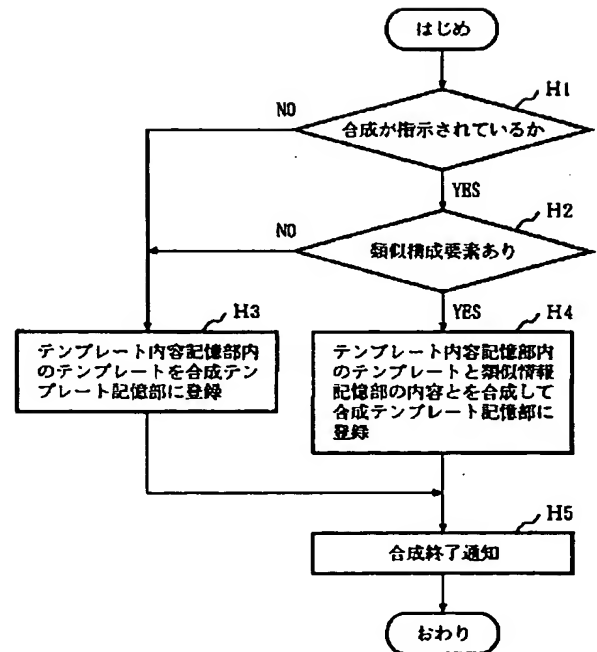 はじめ
H1
NO
合成が指示されているか
YES
H2
NO
類似構成要素あり
YES
H3
テンプレート内容記憶部内
のテンプレートを合成テン
プレート記憶部に登録
H4
テンプレート内容記憶部内
のテンプレートと類似情報
記憶部の内容とを合成して
合成テンプレート記憶部に
登録
H5
合成終了通知
おわり